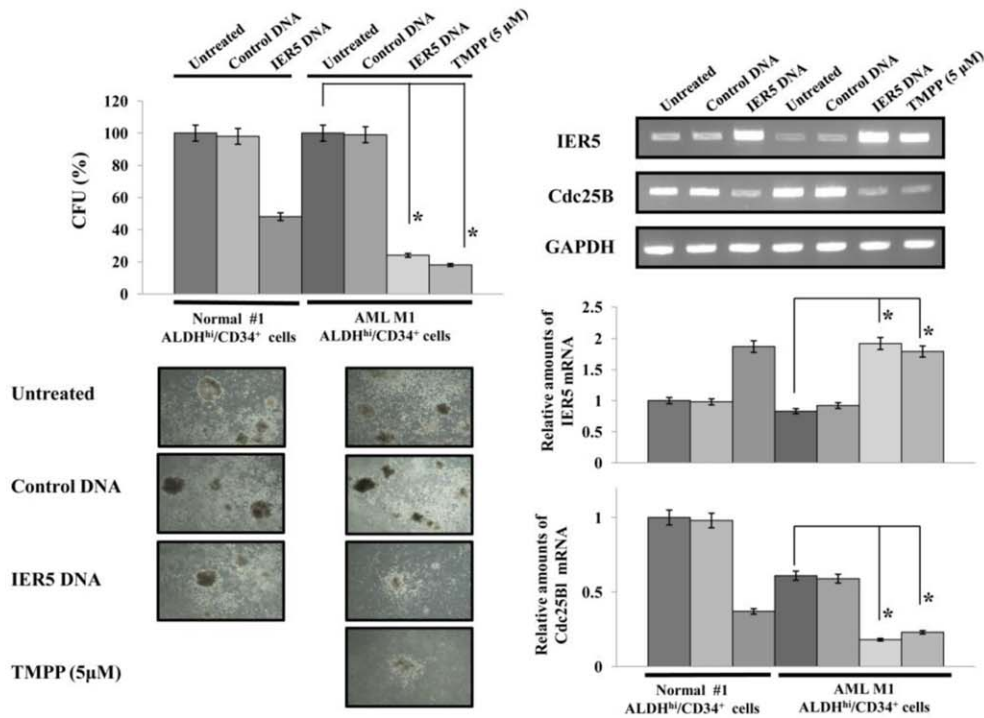 Untreated
Control DNA
IER5 DNA
Untreated
Control DNA
IER5 DNA
TMPP (5 μM)
CFU (%)
120
100
80
60
40
20
0
*
*
Normal #1
ALDHhi/CD34+ cells
AML M1
ALDHhi/CD34+ cells
Untreated
Control DNA
IER5 DNA
TMPP (5μM)
Untreated
Control DNA
IER5 DNA
Untreated
Control DNA
IER5 DNA
TMPP (5 μM)
IER5
Cdc25B
GAPDH
Relative amounts of
IER5 mRNA
2.5
2
1.5
1
0.5
0
*
*
Relative amounts of
Cdc25Bl mRNA
1
0.5
0
*
*
Normal #1
ALDHhi/CD34+ cells
AML M1
ALDHhi/CD34+ cells